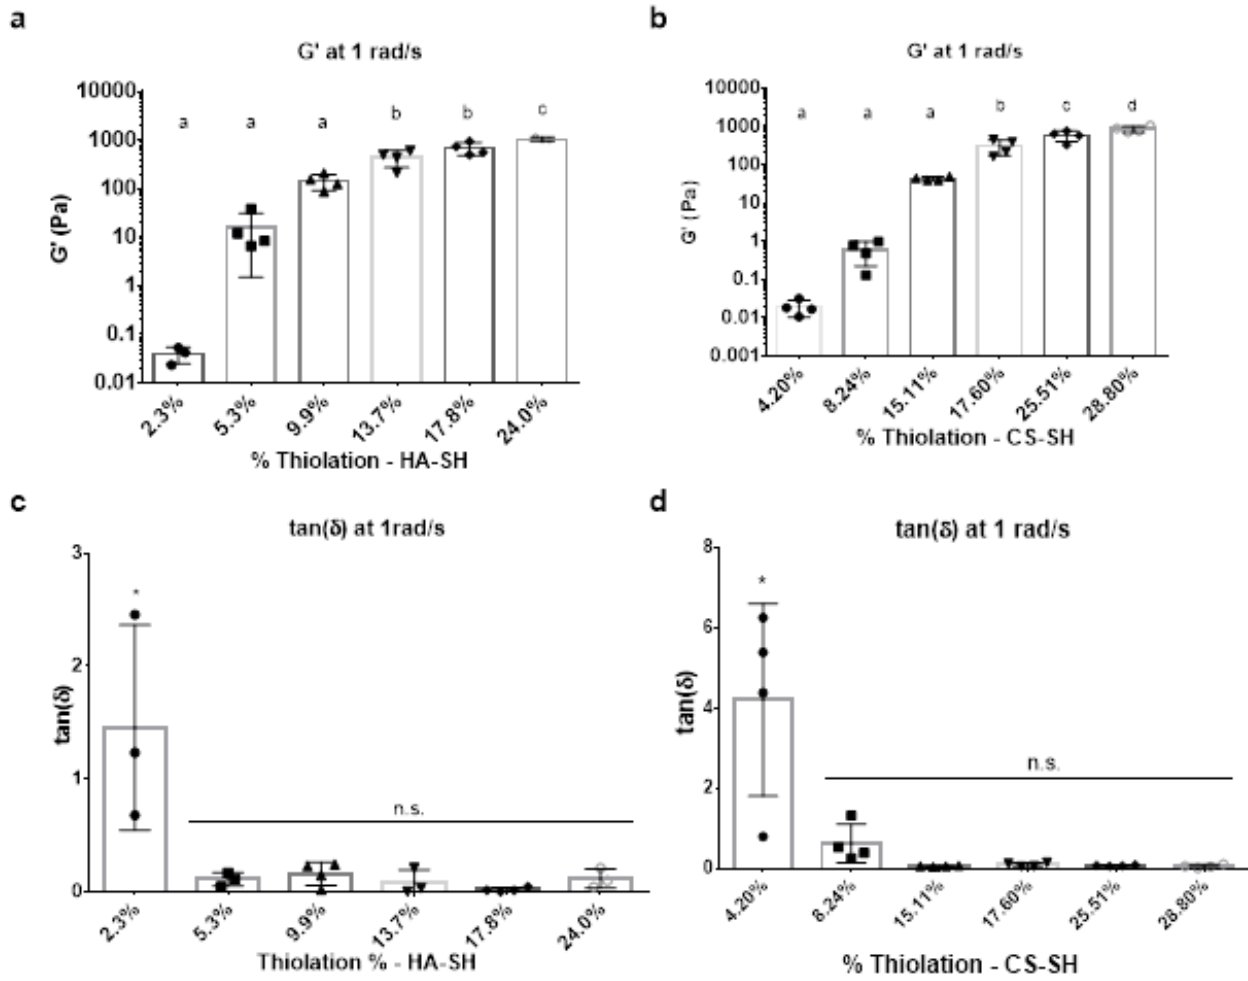 a
G' at 1 rad/s
10000
1000
100
10
1
0.1
0.01
G' (Pa)
a a a b b c
2.3% 5.3% 9.9% 13.7% 17.8% 24.0%
% Thiolation - HA-SH
b
G' at 1 rad/s
10000
1000
100
10
1
0.1
0.01
0.001
G' (Pa)
a a a b c d
4.20% 8.24% 15.11% 17.60% 25.51% 28.80%
% Thiolation - CS-SH
c
tan(δ) at 1rad/s
3
2
1
0
tan(δ)
*
n.s.
2.3% 5.3% 9.9% 13.7% 17.8% 24.0%
Thiolation % - HA-SH
d
tan(δ) at 1 rad/s
8
6
4
2
0
tan(δ)
*
n.s.
4.20% 8.24% 15.11% 17.60% 25.51% 28.80%
% Thiolation - CS-SH